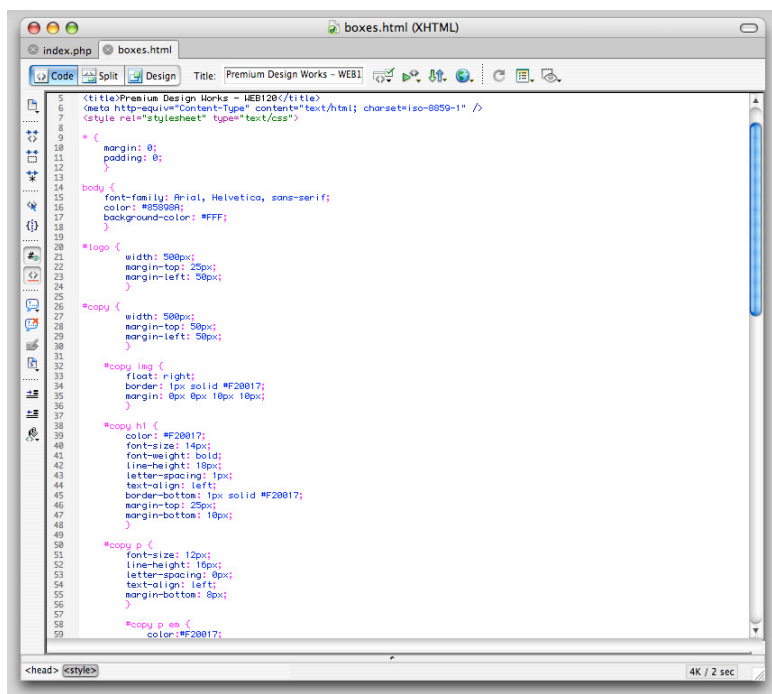 boxes.html (XHTML)
index.php boxes.html
Code Split Design Title: Premium Design Works - WEB1
5 <title>Premium Design Works - WEB120</title>
6 <meta http-equiv="Content-Type" content="text/html; charset=iso-8859-1" />
7 <style rel="stylesheet" type="text/css">
8
9 * {
10 margin: 0;
11 padding: 0;
12 }
13
14 body {
15 font-family: Arial, Helvetica, sans-serif;
16 color: #85898A;
17 background-color: #FFF;
18 }
19
20 #logo {
21 width: 500px;
22 margin-top: 25px;
23 margin-left: 50px;
24 }
25
26 #copy {
27 width: 500px;
28 margin-top: 50px;
29 margin-left: 50px;
30 }
31
32 #copy img {
33 float: right;
34 border: 1px solid #F20017;
35 margin: 0px 0px 10px 10px;
36 }
37
38 #copy h1 {
39 color: #F20017;
40 font-size: 14px;
41 font-weight: bold;
42 line-height: 18px;
43 letter-spacing: 1px;
44 text-align: left;
45 border-bottom: 1px solid #F20017;
46 margin-top: 25px;
47 margin-bottom: 10px;
48 }
49
50 #copy p {
51 font-size: 12px;
52 line-height: 16px;
53 letter-spacing: 0px;
54 text-align: left;
55 margin-bottom: 8px;
56 }
57
58 #copy p em {
59 color:#F20017;
<head> <style> 4K / 2 sec